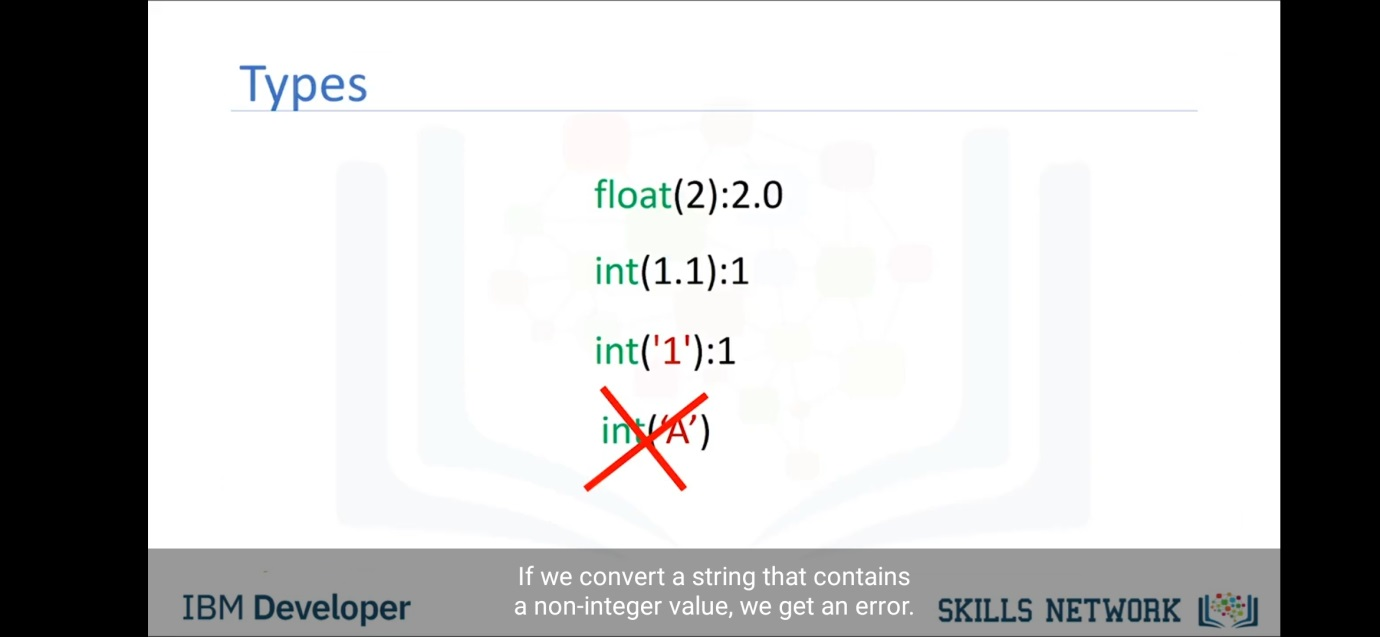 Types
float(2):2.0
int(1.1):1
int('1'):1
int(‘A’)
If we convert a string that contains
a non-integer value, we get an error.
IBM Developer
SKILLS NETWORK